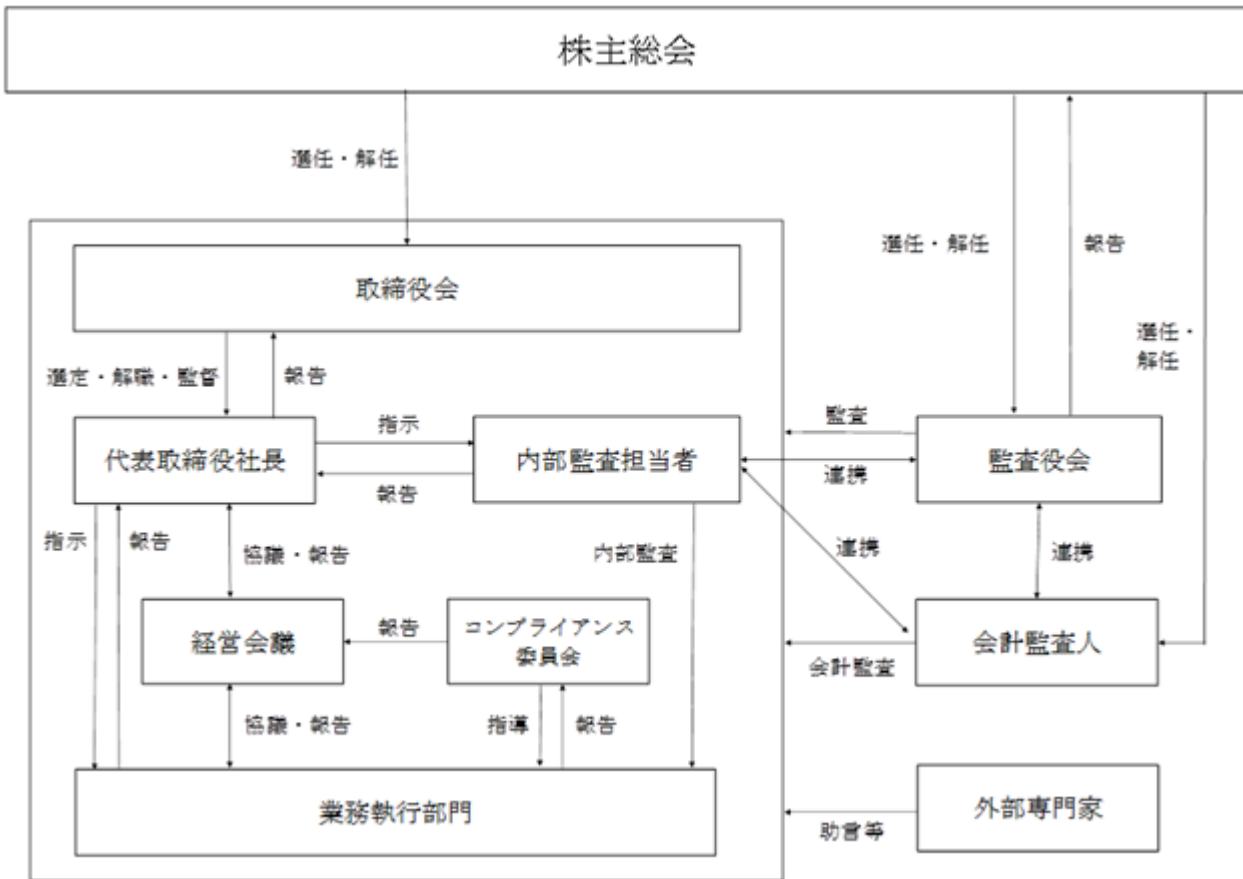 株主総会
選任・解任
選任・解任
報告
選任・
解任
取締役会
選定・解職・監督
報告
代表取締役社長
指示
報告
内部監査担当者
監査
連携
監査役会
指示
報告
協議・報告
内部監査
連携
連携
経営会議
報告
コンプライアンス
委員会
会計監査
会計監査人
協議・報告
指導
報告
業務執行部門
助言等
外部専門家